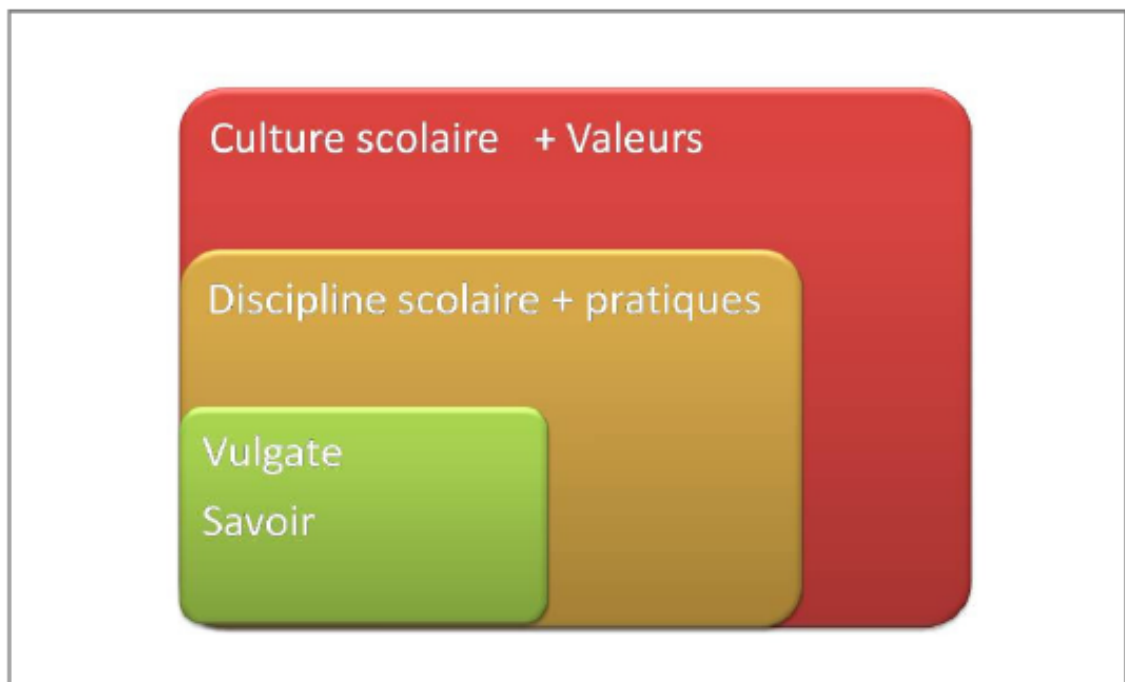 Culture scolaire + Valeurs
Discipline scolaire + pratiques
Vulgate
Savoir